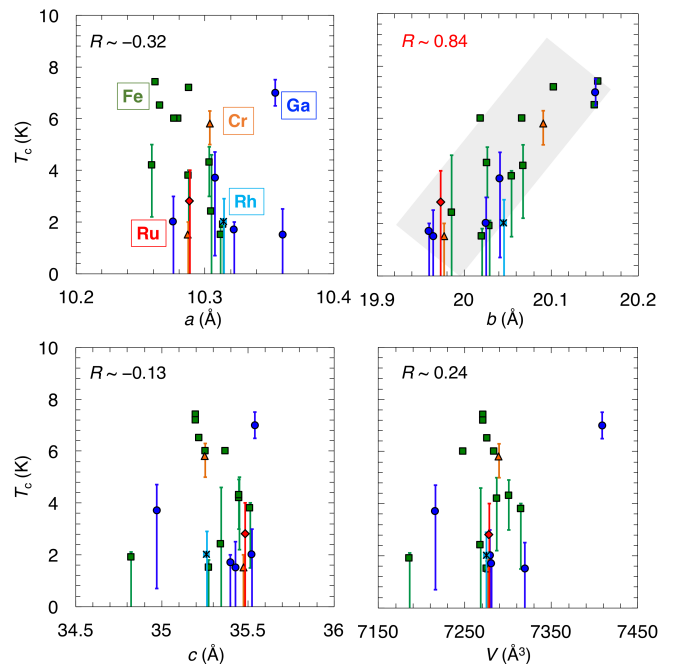 R ~ −0.32
R ~ 0.84
Fe
Ga
Cr
Rh
Ru
10
8
6
4
2
0
T_c (K)
10.2
10.3
10.4
a (Å)
19.9
20
20.1
20.2
b (Å)
R ~ −0.13
R ~ 0.24
10
8
6
4
2
0
T_c (K)
34.5
35
35.5
36
c (Å)
7150
7250
7350
7450
V (Å³)